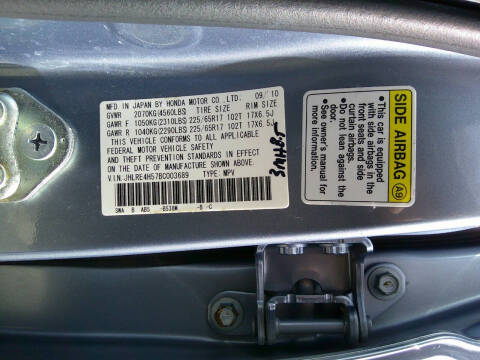 MFD. IN JAPAN BY HONDA MOTOR CO., LTD. 09/'10
GVWR 2070KG(4560LBS) TIRE SIZE RIM SIZE
GAWR F 1050KG(2310LBS) 225/65R17 102T 17X6.5J
GAWR R 1040KG(2290LBS) 225/65R17 102T 17X6.5J
THIS VEHICLE CONFORMS TO ALL APPLICABLE
FEDERAL MOTOR VEHICLE SAFETY
AND THEFT PREVENTION STANDARDS IN EFFECT
ON THE DATE OF MANUFACTURE SHOWN ABOVE.
V.I.N. JHLRE4H57BC003689 TYPE: MPV
SWA B AB5 -B538M -B -C
SIDE AIRBAG A9
• This car is equipped
with side airbags in the
front seats and side
curtain airbags.
• Do not lean against the
door.
• See owner's manual for
more information.